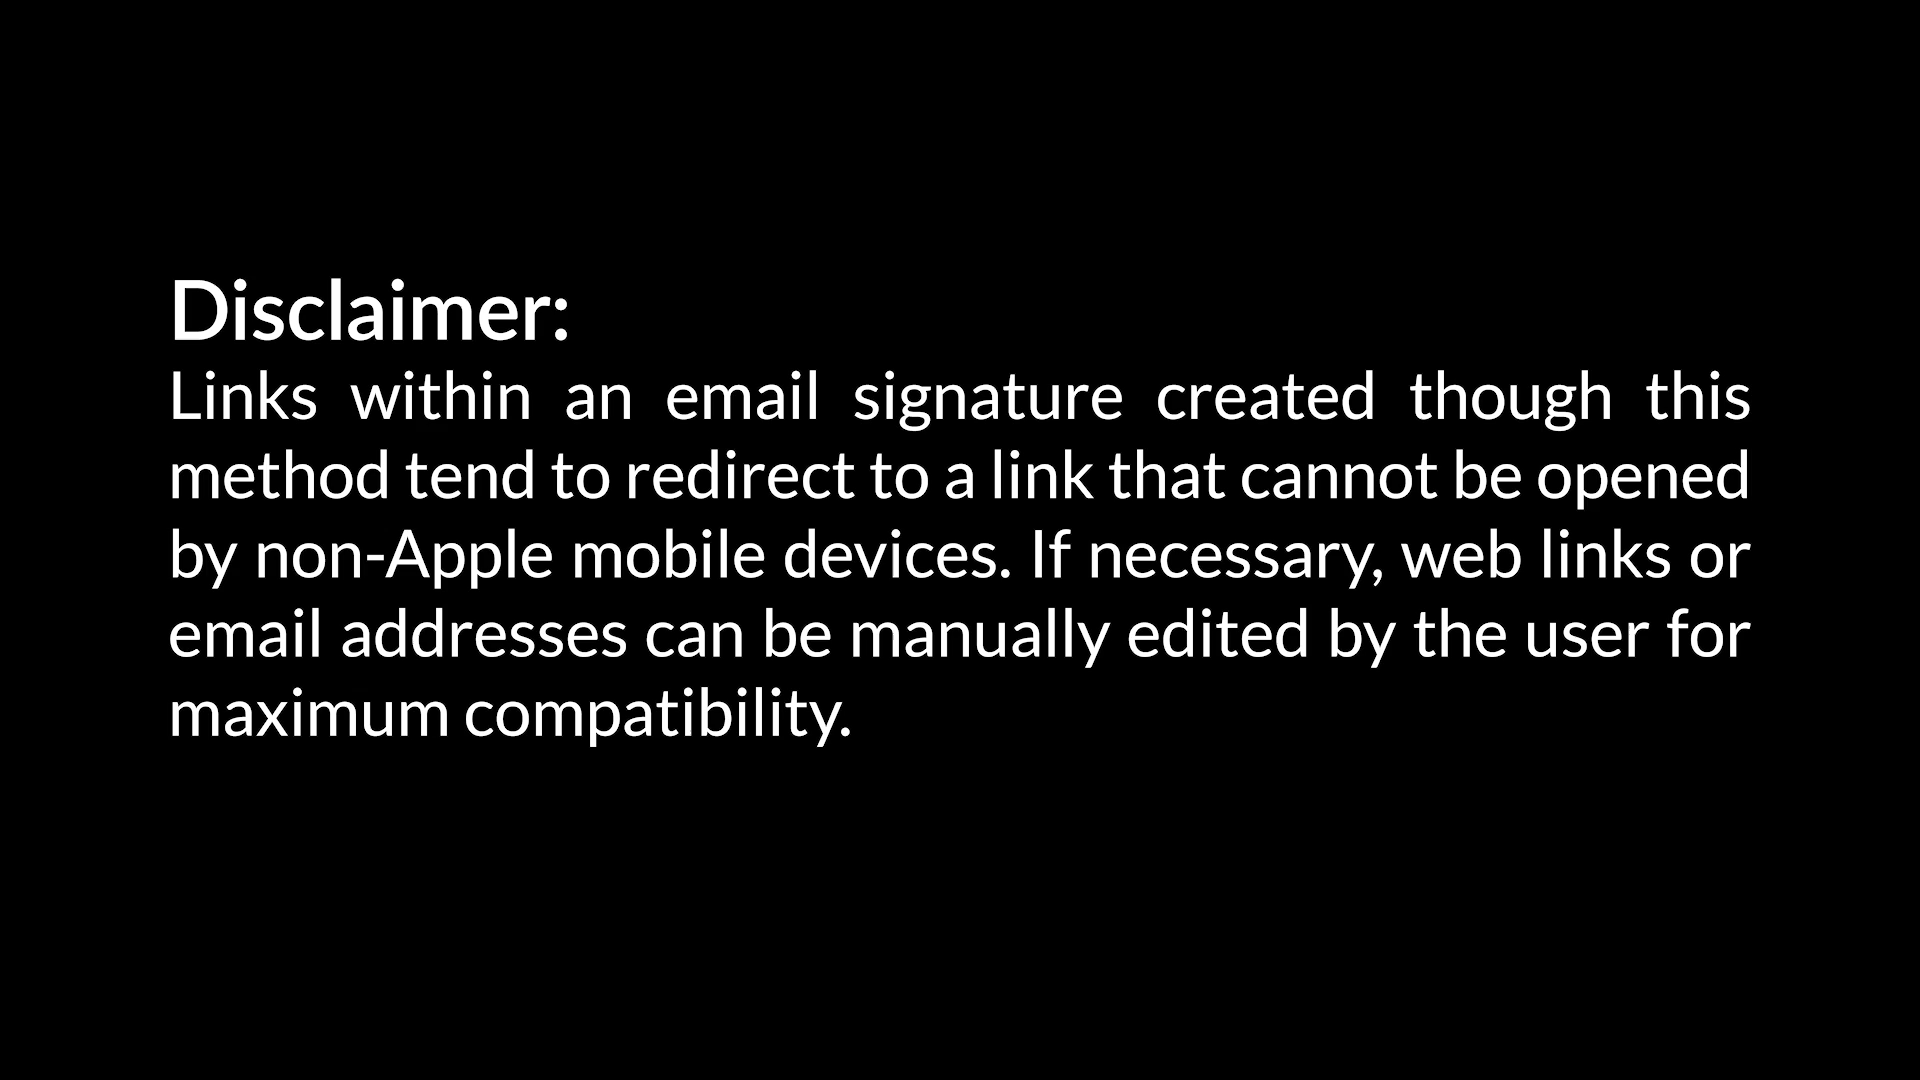 Disclaimer:
Links within an email signature created though this
method tend to redirect to a link that cannot be opened
by non-Apple mobile devices. If necessary, web links or
email addresses can be manually edited by the user for
maximum compatibility.